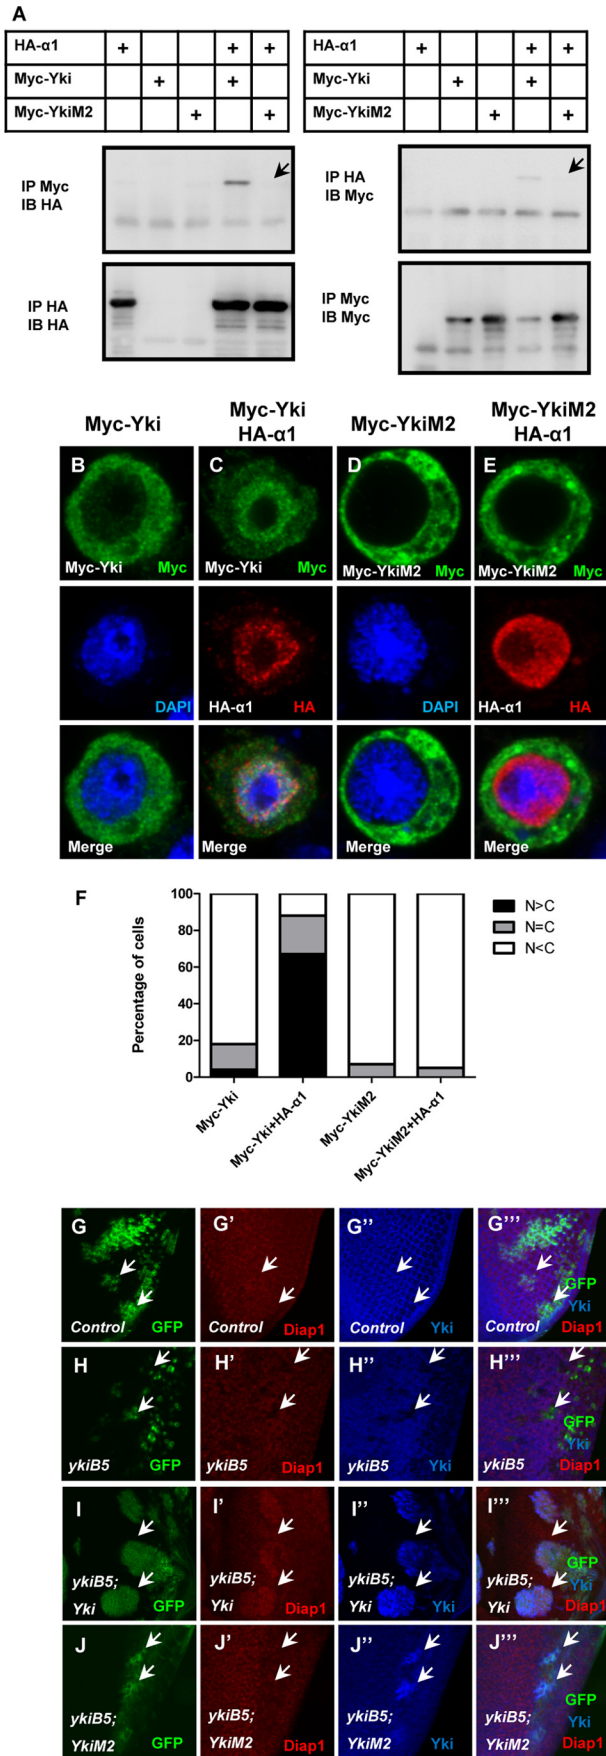 A
HA-α1 + + +
Myc-Yki + +
Myc-YkiM2 + +
HA-α1 + + +
Myc-Yki + +
Myc-YkiM2 + +
IP Myc
IB HA
IP HA
IB Myc
IP HA
IB HA
IP Myc
IB Myc
Myc-Yki
Myc-Yki
HA-α1
Myc-YkiM2
Myc-YkiM2
HA-α1
B
Myc-Yki Myc
C
Myc-Yki Myc
D
Myc-YkiM2 Myc
E
Myc-YkiM2 Myc
DAPI
HA-α1 HA
DAPI
HA-α1 HA
Merge
Merge
Merge
Merge
F
Percentage of cells
100
80
60
40
20
0
N>C
N=C
N<C
Myc-Yki
Myc-Yki+HA-α1
Myc-YkiM2
Myc-YkiM2+HA-α1
G
Control GFP
G'
Control Diap1
G''
Control Yki
G'''
GFP
Yki
Control Diap1
H
ykiB5 GFP
H'
ykiB5 Diap1
H''
ykiB5 Yki
H'''
GFP
Yki
ykiB5 Diap1
I
ykiB5;
Yki GFP
I'
ykiB5;
Yki Diap1
I''
ykiB5;
Yki Yki
I'''
GFP
ykiB5; Yki
Yki Diap1
J
ykiB5;
YkiM2 GFP
J'
ykiB5;
YkiM2 Diap1
J''
ykiB5;
YkiM2 Yki
J'''
GFP
ykiB5; Yki
YkiM2 Diap1